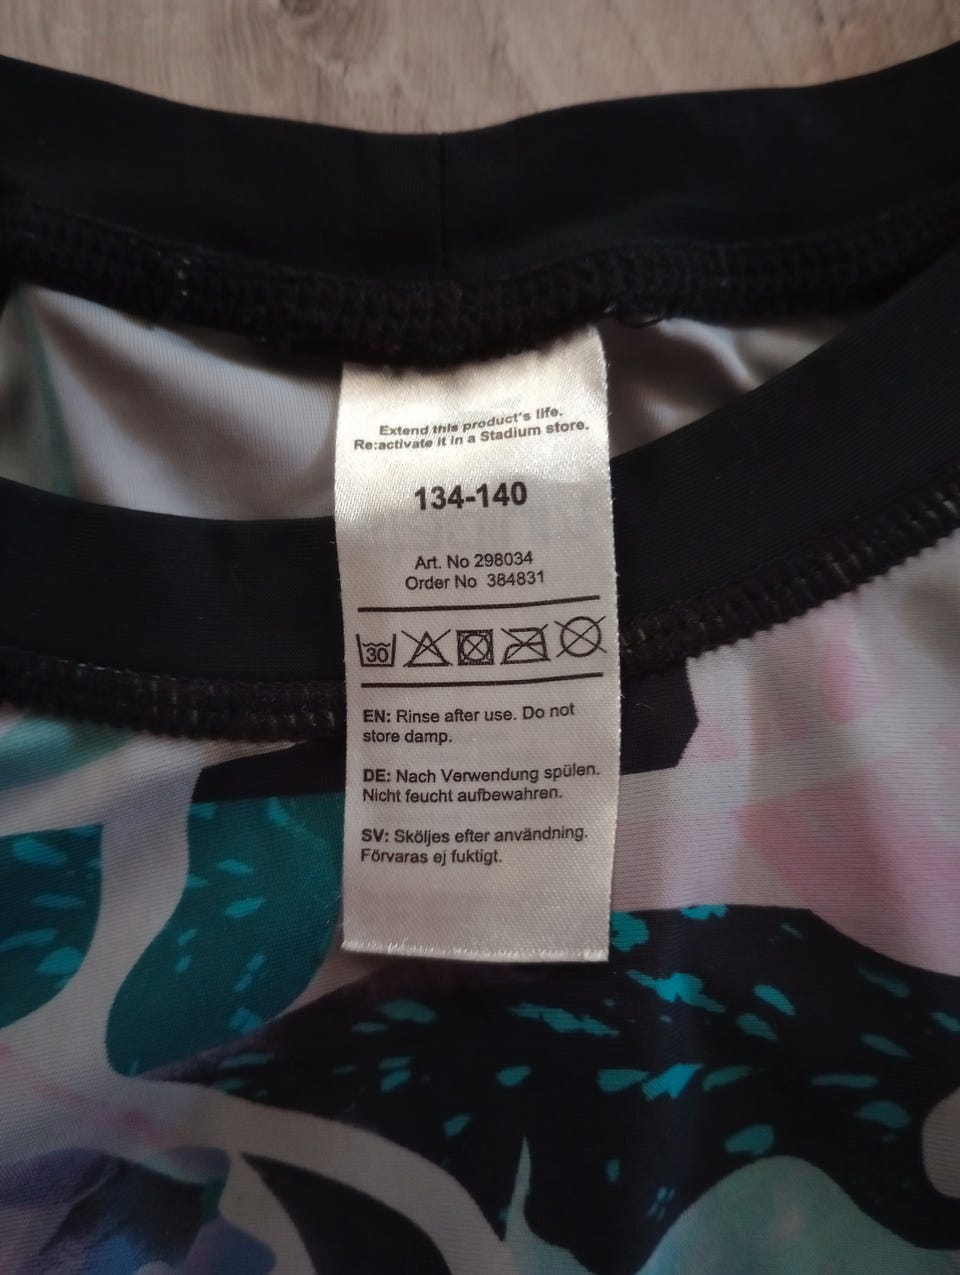 Extend this product's life.
Re:activate it in a Stadium store.
134-140
Art. No 298034
Order No 384831
30
EN: Rinse after use. Do not
store damp.
DE: Nach Verwendung spülen.
Nicht feucht aufbewahren.
SV: Sköljes efter användning.
Förvaras ej fuktigt.